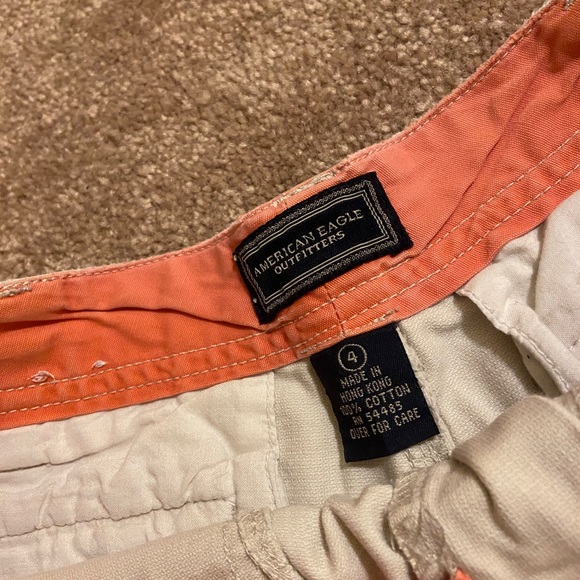 AMERICAN EAGLE
OUTFITTERS
4
MADE IN
HONG KONG
100% COTTON
RN 54485
OVER FOR CARE